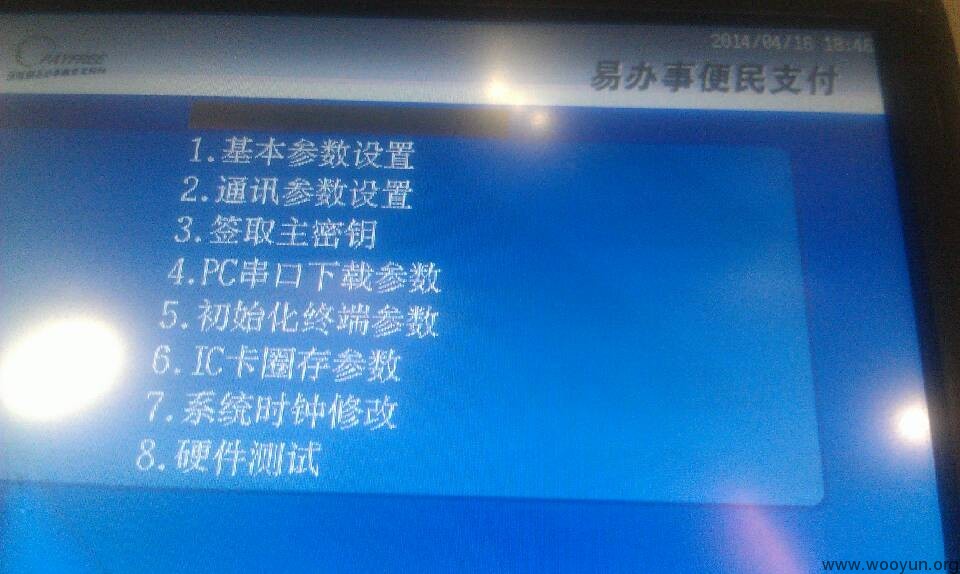 2014/04/18 18:46
PAYFREE
易办事便民支付
1.基本参数设置
2.通讯参数设置
3.签取主密钥
4.PC串口下载参数
5.初始化终端参数
6.IC卡圈存参数
7.系统时钟修改
8.硬件测试
www.wooyun.org